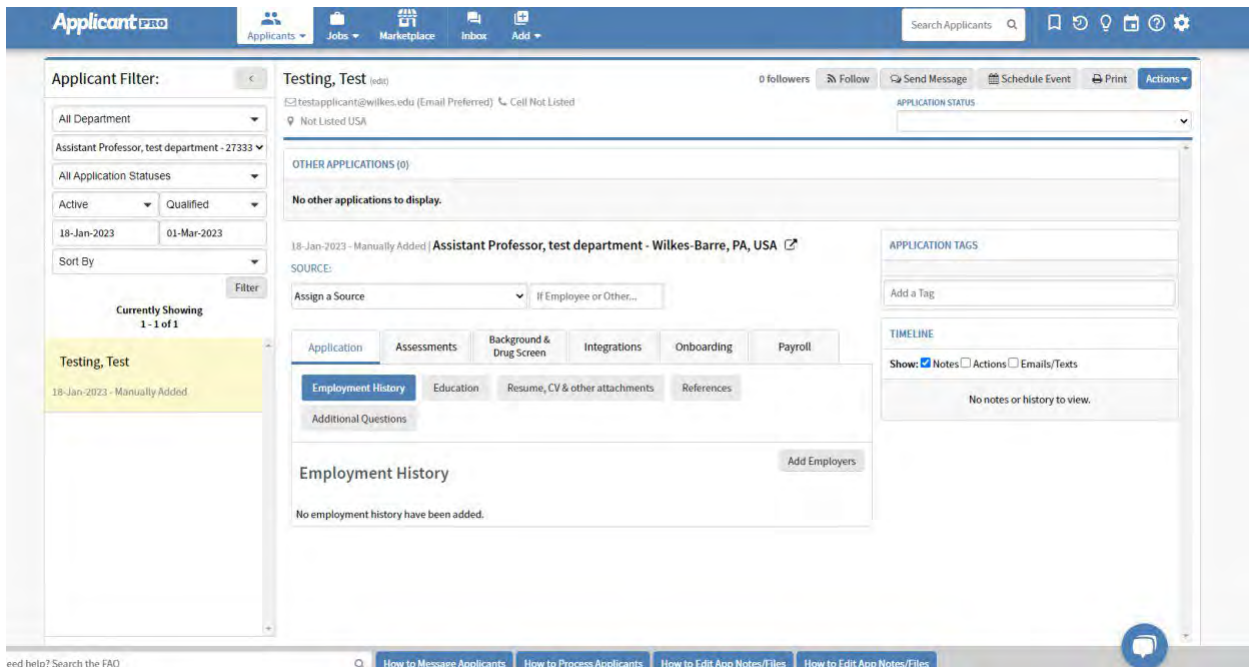 ApplicantPRO
Applicants
Jobs
Marketplace
Inbox
Add
Search Applicants
Applicant Filter:
All Department
Assistant Professor, test department - 27333
All Application Statuses
Active Qualified
18-Jan-2023 01-Mar-2023
Sort By
Filter
Currently Showing
1 - 1 of 1
Testing, Test
18-Jan-2023 - Manually Added
Testing, Test (edit)
0 followers Follow Send Message Schedule Event Print Actions
testapplicant@wilkes.edu (Email Preferred) Cell Not Listed
Not Listed USA
APPLICATION STATUS
OTHER APPLICATIONS (0)
No other applications to display.
18-Jan-2023 - Manually Added | Assistant Professor, test department - Wilkes-Barre, PA, USA
SOURCE:
Assign a Source If Employee or Other...
Application Assessments Background & Drug Screen Integrations Onboarding Payroll
Employment History Education Resume, CV & other attachments References
Additional Questions
Employment History
Add Employers
No employment history have been added.
APPLICATION TAGS
Add a Tag
TIMELINE
Show: Notes Actions Emails/Texts
No notes or history to view.
eed help? Search the FAQ
How to Message Applicants How to Process Applicants How to Edit App Notes/Files How to Edit App Notes/Files